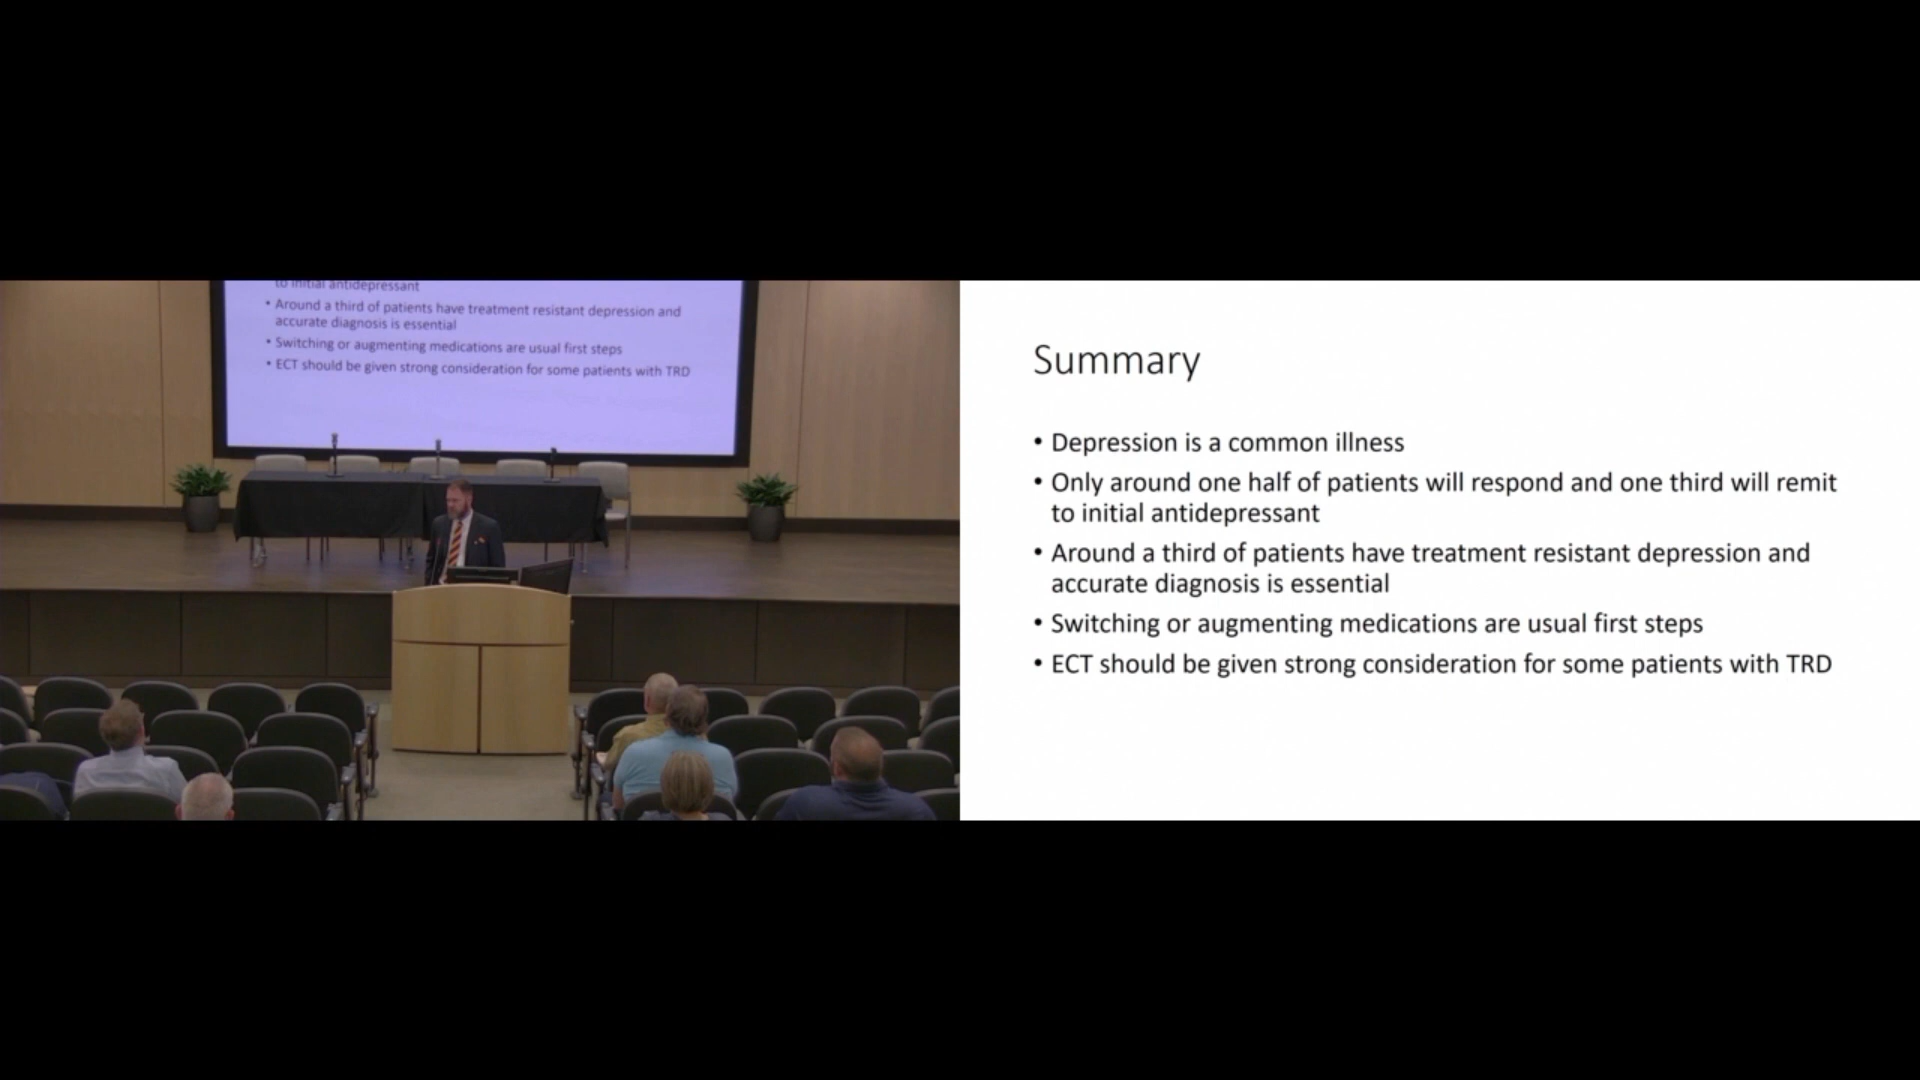 to initial antidepressant
• Around a third of patients have treatment resistant depression and
accurate diagnosis is essential
• Switching or augmenting medications are usual first steps
• ECT should be given strong consideration for some patients with TRD
Summary
• Depression is a common illness
• Only around one half of patients will respond and one third will remit
to initial antidepressant
• Around a third of patients have treatment resistant depression and
accurate diagnosis is essential
• Switching or augmenting medications are usual first steps
• ECT should be given strong consideration for some patients with TRD